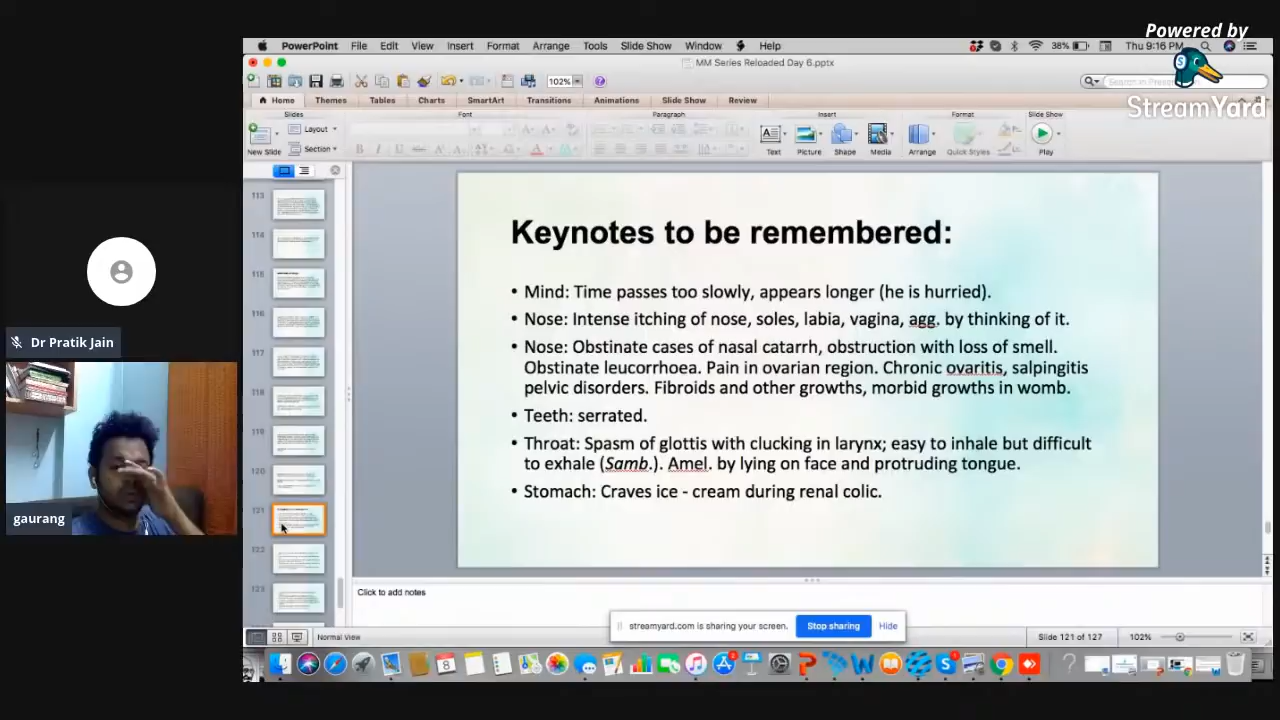 Powered by
StreamYard
PowerPoint File Edit View Insert Format Arrange Tools Slide Show Window Help
38% Thu 9:16 PM
MM Series Reloaded Day 6.pptx
102%
Home Themes Tables Charts SmartArt Transitions Animations Slide Show Review
Slides Font Paragraph Insert Format Slide Show
Layout
New Slide Section
Text Picture Shape Media Arrange Quick Styles Play
113
114
115
116
117
118
119
120
121
122
123
Keynotes to be remembered:
• Mind: Time passes too slowly, appears longer (he is hurried).
• Nose: Intense itching of nose, soles, labia, vagina, agg. by thinking of it.
• Nose: Obstinate cases of nasal catarrh, obstruction with loss of smell.
Obstinate leucorrhoea. Pain in ovarian region. Chronic ovaritis, salpingitis
pelvic disorders. Fibroids and other growths, morbid growths in womb.
• Teeth: serrated.
• Throat: Spasm of glottis with clucking in larynx; easy to inhale but difficult
to exhale (Samb.). Amel. by lying on face and protruding tongue.
• Stomach: Craves ice - cream during renal colic.
Dr Pratik Jain
gaurang
Click to add notes
streamyard.com is sharing your screen. Stop sharing Hide
Normal View Slide 121 of 127 102%